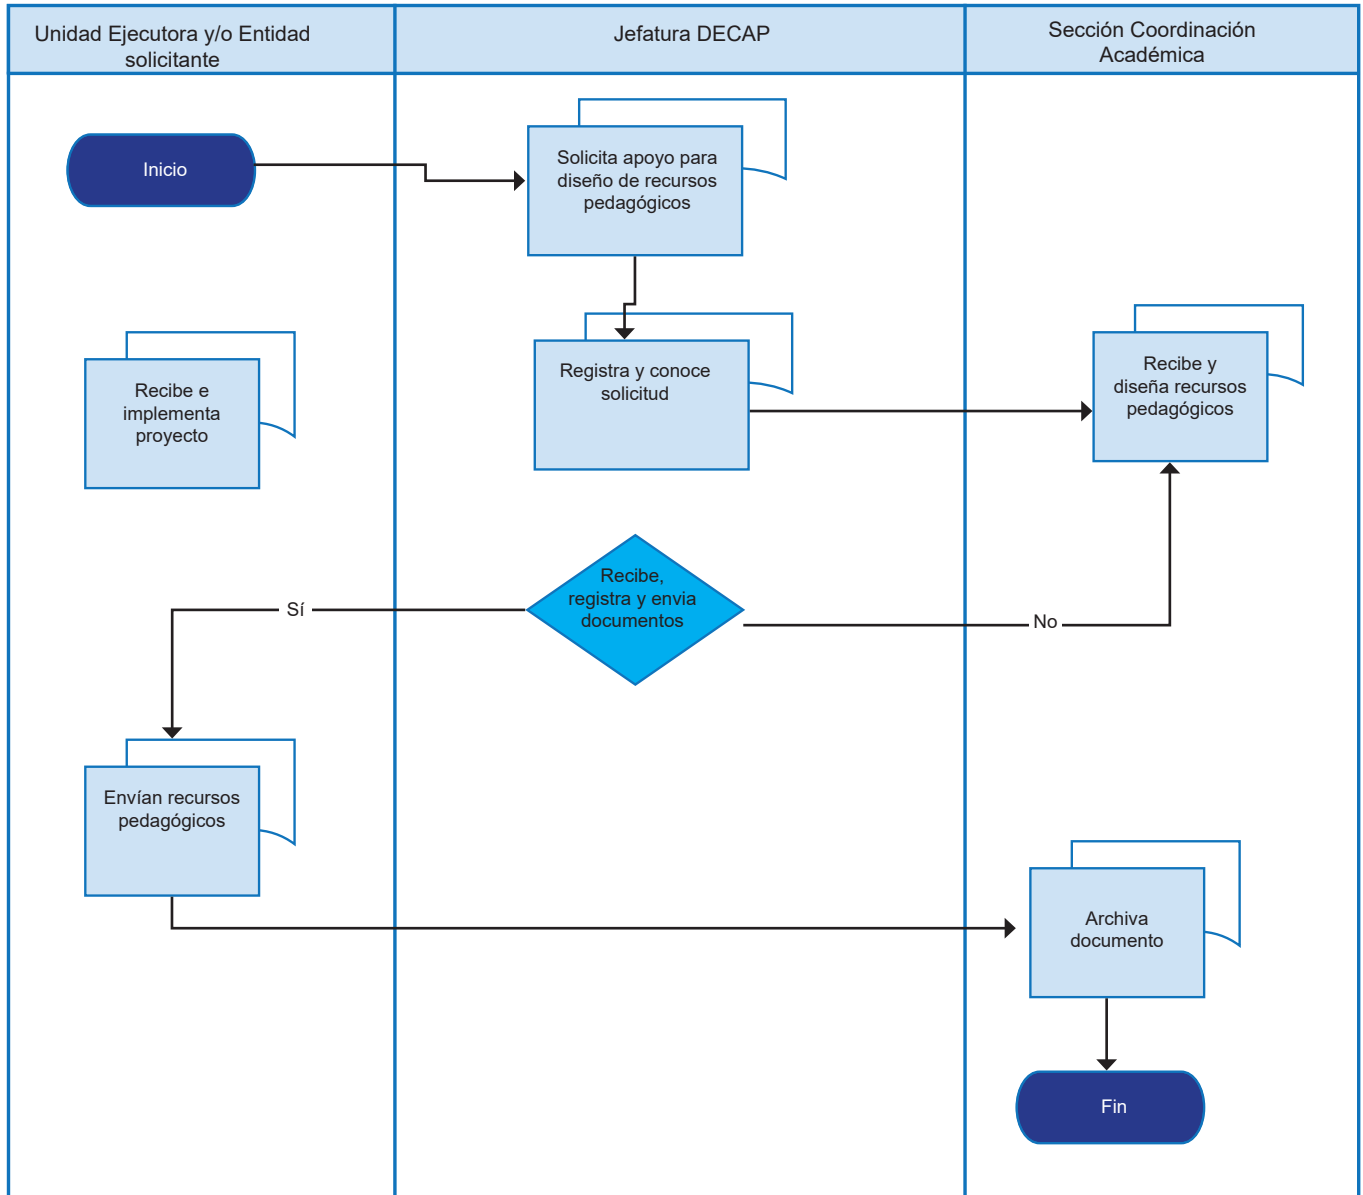 Unidad Ejecutora y/o Entidad
solicitante
Jefatura DECAP
Sección Coordinación
Académica
Inicio
Solicita apoyo para
diseño de recursos
pedagógicos
Recibe e
implementa
proyecto
Registra y conoce
solicitud
Recibe y
diseña recursos
pedagógicos
Recibe,
registra y envia
documentos
Sí
No
Envían recursos
pedagógicos
Archiva
documento
Fin